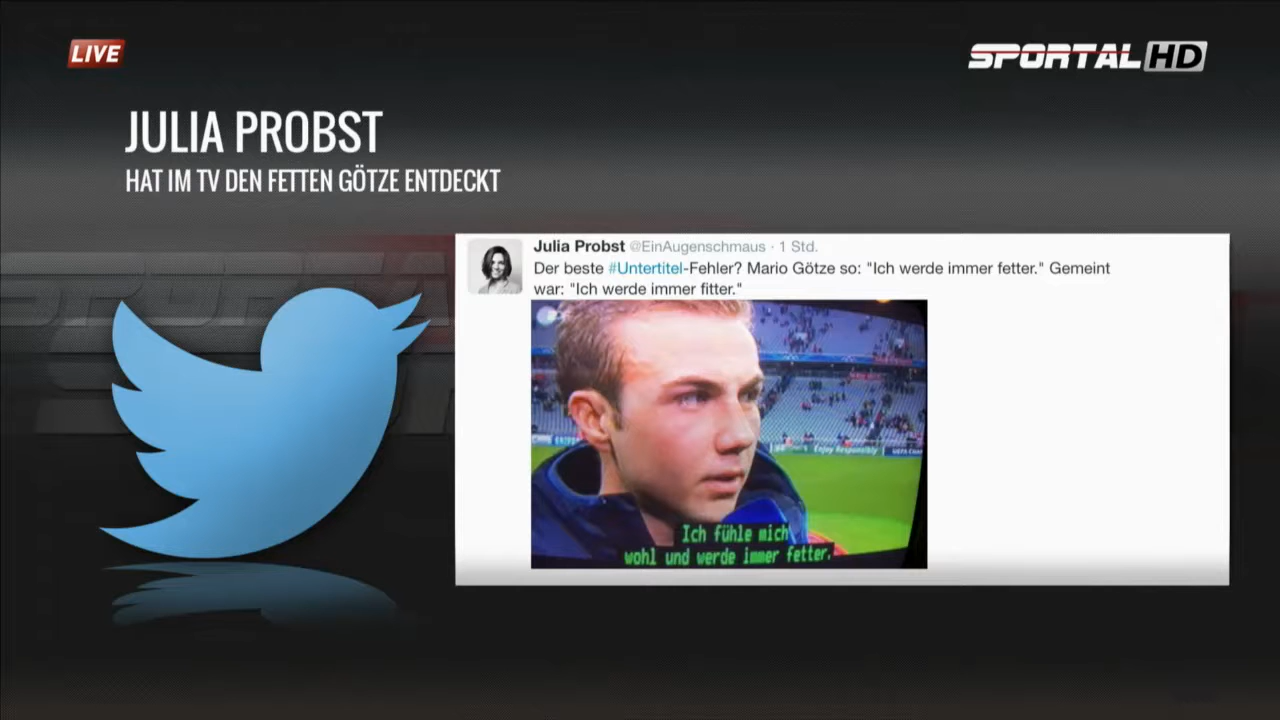 LIVE
SPORTAL HD
JULIA PROBST
HAT IM TV DEN FETTEN GÖTZE ENTDECKT
Julia Probst @EinAugenschmaus · 1 Std.
Der beste #Untertitel-Fehler? Mario Götze so: "Ich werde immer fetter." Gemeint
war: "Ich werde immer fitter."
Enjoy Responsibly
Ich fühle mich
wohl und werde immer fetter.